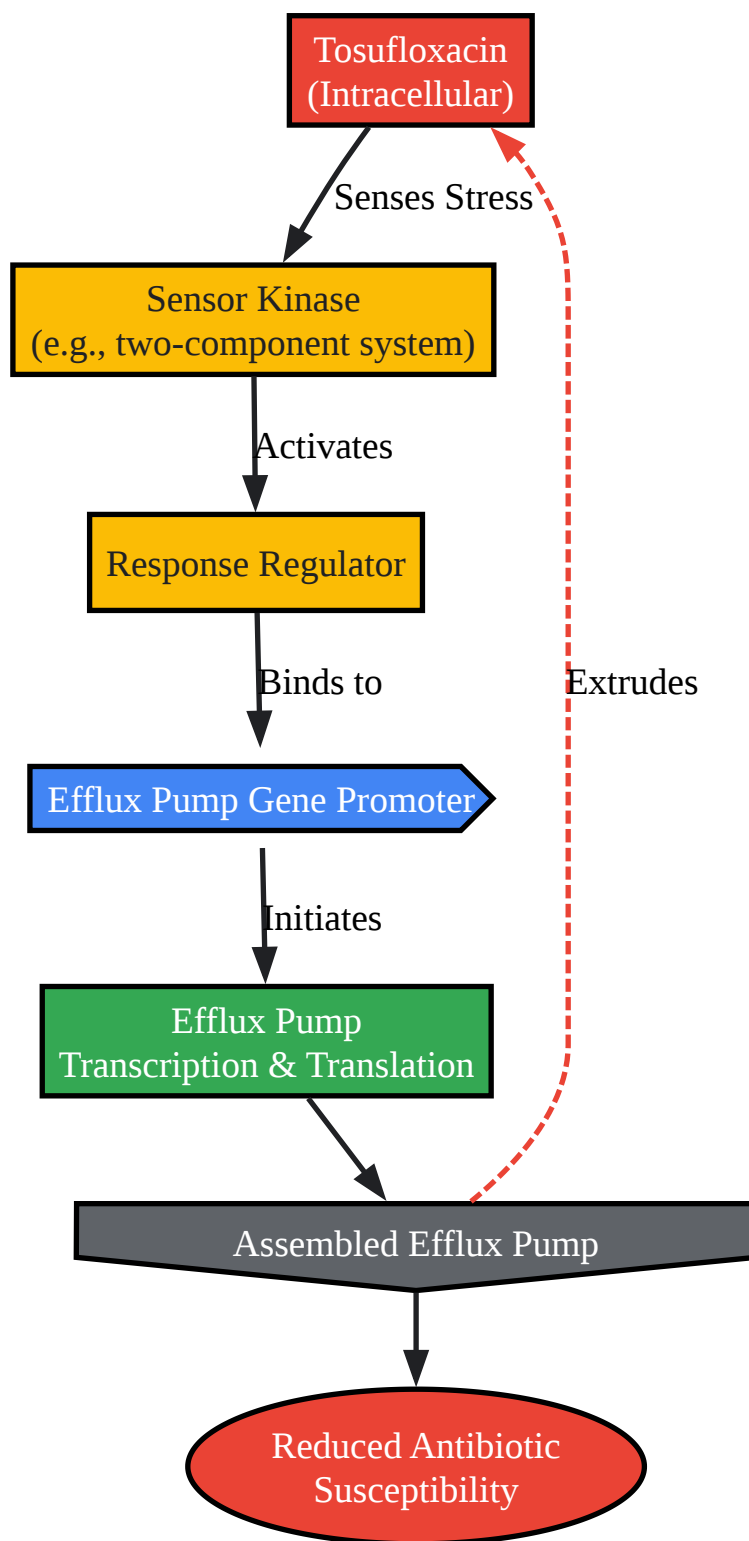 Tosufloxacin
(Intracellular)
Senses Stress
Sensor Kinase
(e.g., two-component system)
Activates
Response Regulator
Binds to
Extrudes
Efflux Pump Gene Promoter
Initiates
Efflux Pump
Transcription & Translation
Assembled Efflux Pump
Reduced Antibiotic
Susceptibility